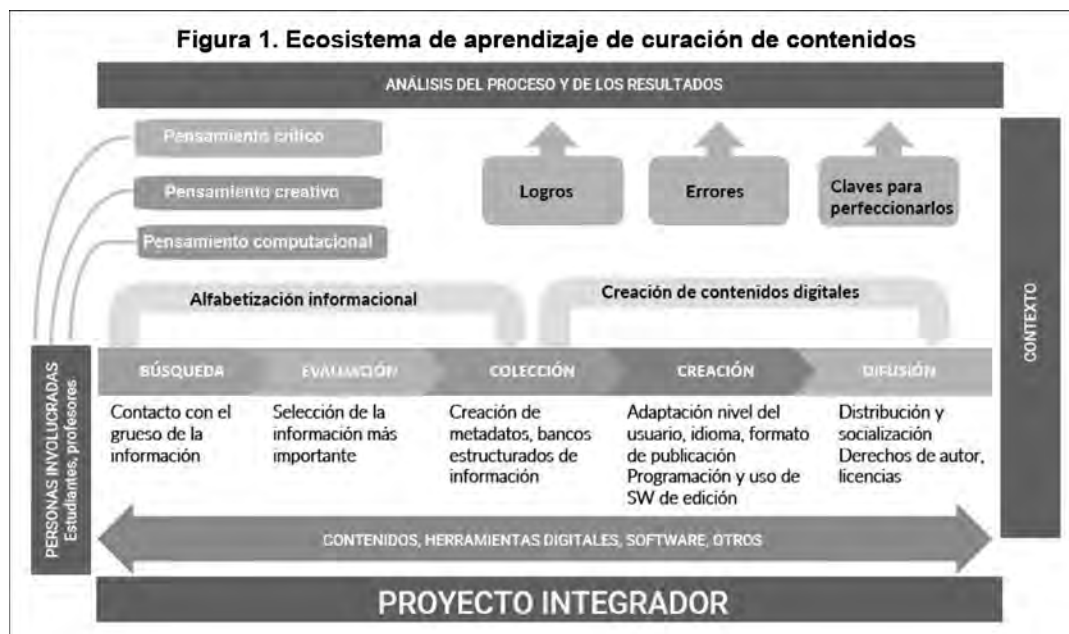 Figura 1. Ecosistema de aprendizaje de curación de contenidos
ANÁLISIS DEL PROCESO Y DE LOS RESULTADOS
Pensamiento crítico
Pensamiento creativo
Pensamiento computacional
Logros
Errores
Claves para
perfeccionarlos
Alfabetización informacional
Creación de contenidos digitales
CONTEXTO
PERSONAS INVOLUCRADAS
Estudiantes, profesores
BÚSQUEDA
EVALUACIÓN
COLECCIÓN
CREACIÓN
DIFUSIÓN
Contacto con el
grueso de la
información
Selección de la
información más
importante
Creación de
metadatos, bancos
estructurados de
información
Adaptación nivel del
usuario, idioma, formato
de publicación
Programación y uso de
SW de edición
Distribución y
socialización
Derechos de autor,
licencias
CONTENIDOS, HERRAMIENTAS DIGITALES, SOFTWARE, OTROS
PROYECTO INTEGRADOR